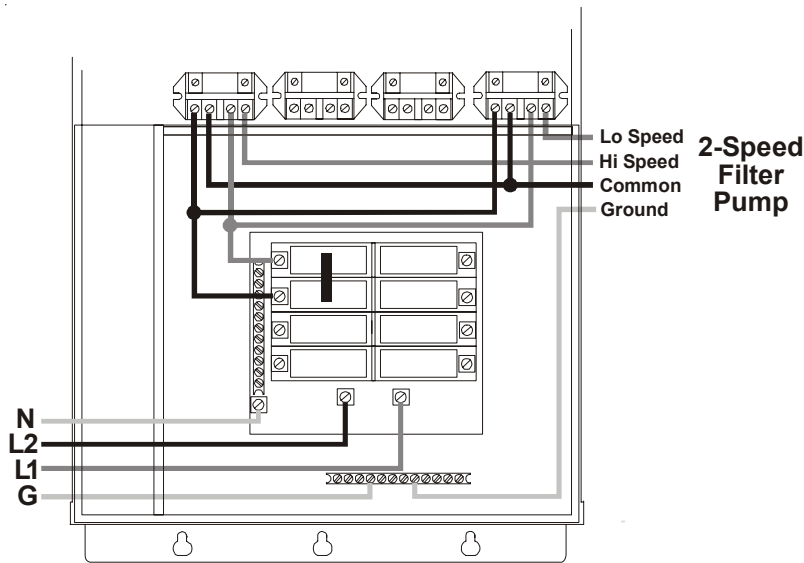 Lo Speed
Hi Speed
Common
Ground
2-Speed
Filter
Pump
N
L2
L1
G